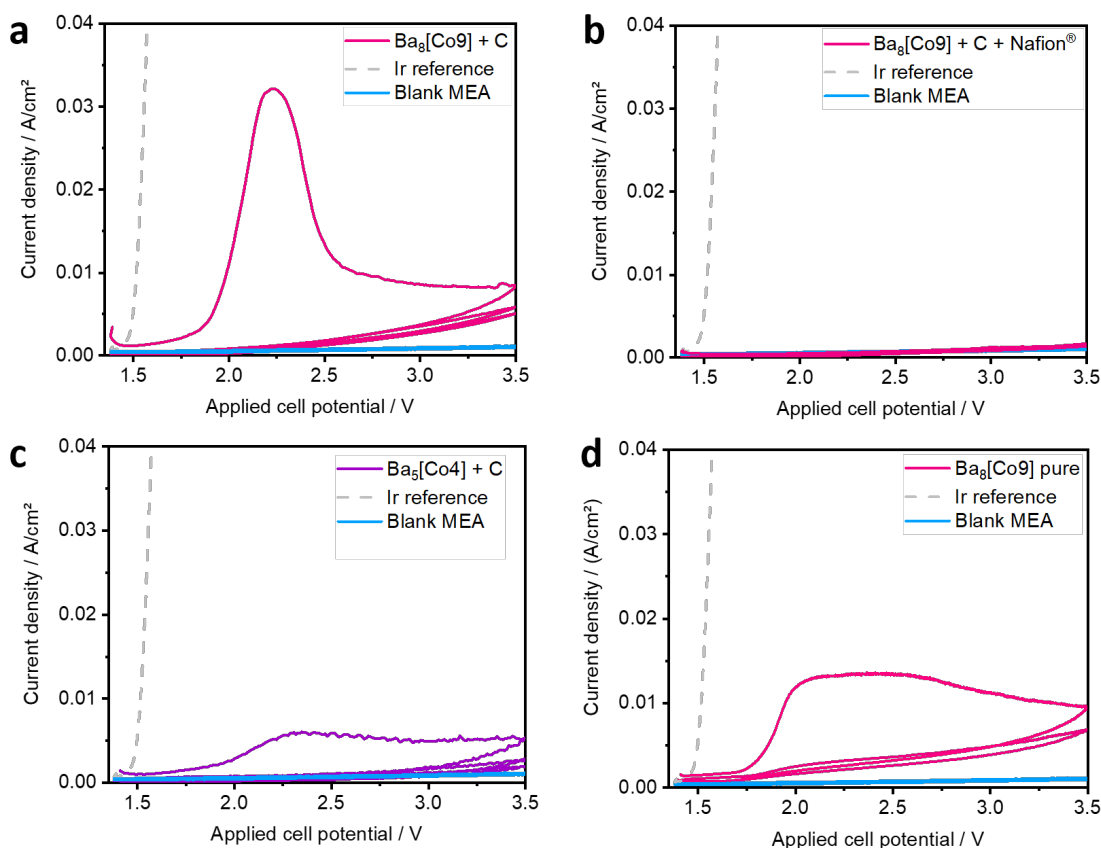 a
Ba₈[Co9] + C
Ir reference
Blank MEA
Current density / A/cm²
0.04
0.03
0.02
0.01
0.00
1.5
2.0
2.5
3.0
3.5
Applied cell potential / V
b
Ba₈[Co9] + C + Nafion®
Ir reference
Blank MEA
Current density / A/cm²
0.04
0.03
0.02
0.01
0.00
1.5
2.0
2.5
3.0
3.5
Applied cell potential / V
c
Ba₅[Co4] + C
Ir reference
Blank MEA
Current density / A/cm²
0.04
0.03
0.02
0.01
0.00
1.5
2.0
2.5
3.0
3.5
Applied cell potential / V
d
Ba₈[Co9] pure
Ir reference
Blank MEA
Current density / (A/cm²)
0.04
0.03
0.02
0.01
0.00
1.5
2.0
2.5
3.0
3.5
Applied cell potential / V